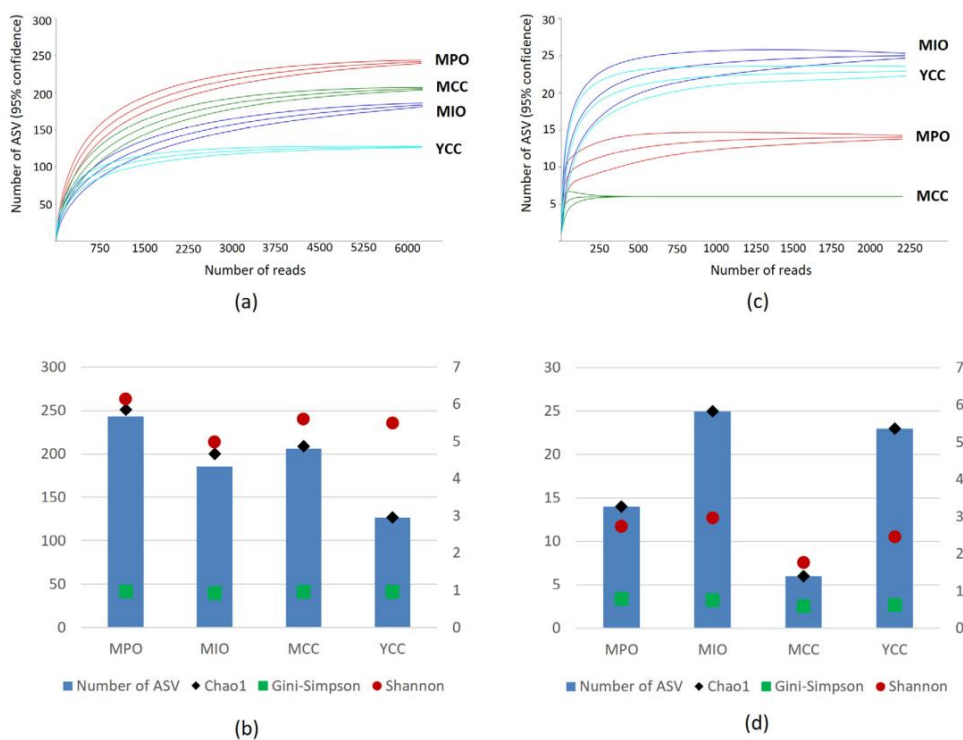 Number of ASV (95% confidence)
300
250
200
150
100
50
MPO
MCC
MIO
YCC
750 1500 2250 3000 3750 4500 5250 6000
Number of reads
(a)
Number of ASV (95% confidence)
30
25
20
15
10
5
MIO
YCC
MPO
MCC
250 500 750 1000 1250 1500 1750 2000 2250
Number of reads
(c)
300
250
200
150
100
50
0
7
6
5
4
3
2
1
0
MPO MIO MCC YCC
Number of ASV Chao1 Gini-Simpson Shannon
(b)
30
25
20
15
10
5
0
7
6
5
4
3
2
1
0
MPO MIO MCC YCC
Number of ASV Chao1 Gini-Simpson Shannon
(d)